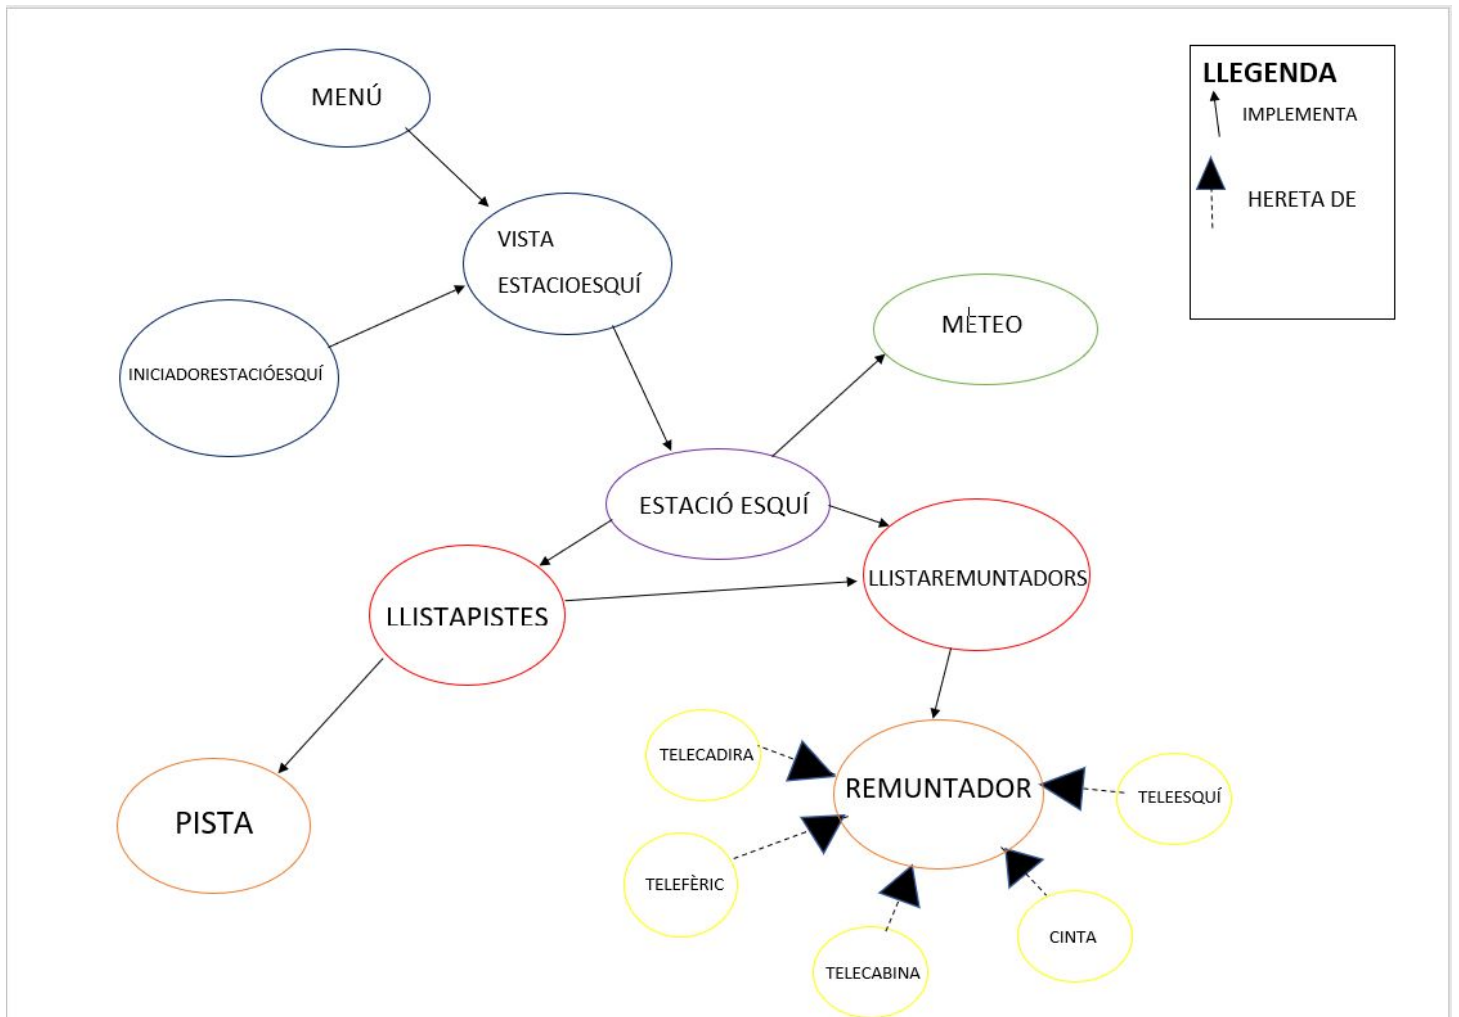 MENÚ
LLEGENDA
IMPLEMENTA
HERETA DE
VISTA
ESTACIOESQUÍ
METEO
INICIADORESTACIÓESQUÍ
ESTACIÓ ESQUÍ
LLISTAREMUNTADORS
LLISTAPISTES
TELECADIRA
REMUNTADOR
TELEESQUÍ
PISTA
TELEFÈRIC
CINTA
TELECABINA